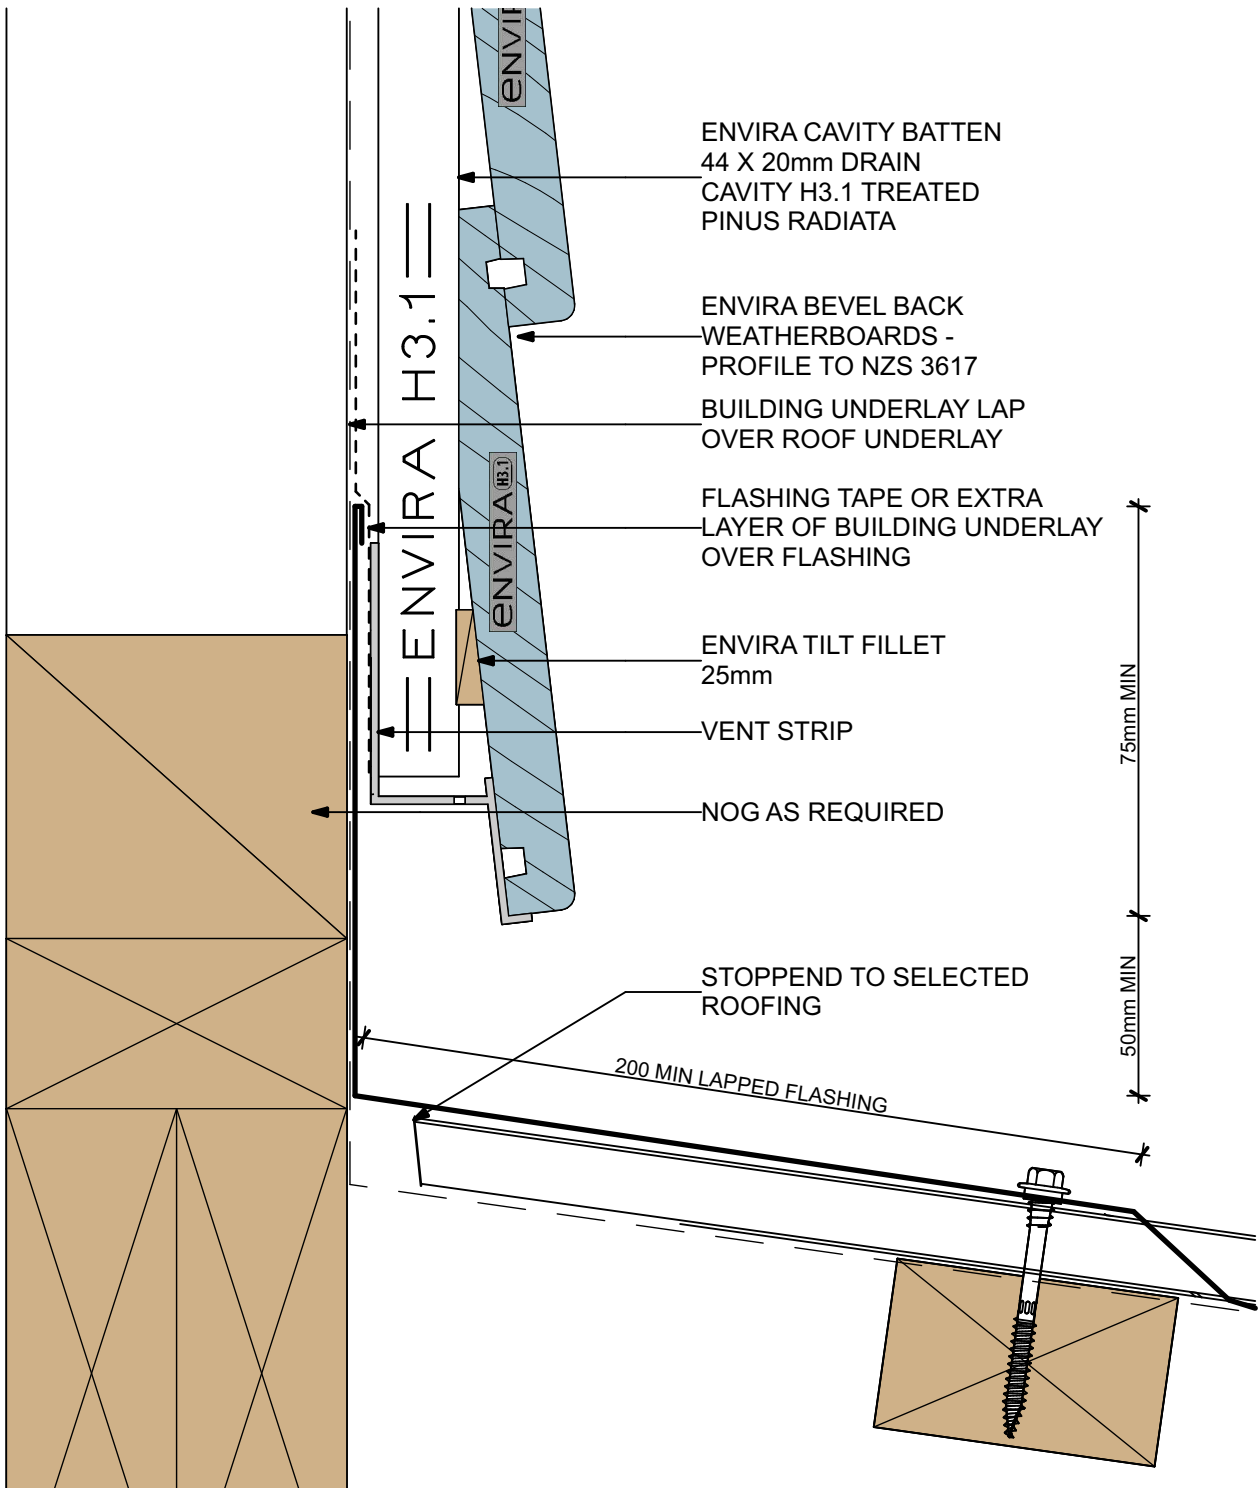 ENVIRA CAVITY BATTEN
44 X 20mm DRAIN
CAVITY H3.1 TREATED
PINUS RADIATA
ENVIRA BEVEL BACK
WEATHERBOARDS -
PROFILE TO NZS 3617
BUILDING UNDERLAY LAP
OVER ROOF UNDERLAY
FLASHING TAPE OR EXTRA
LAYER OF BUILDING UNDERLAY
OVER FLASHING
ENVIRA TILT FILLET
25mm
VENT STRIP
NOG AS REQUIRED
STOPPEND TO SELECTED
ROOFING
200 MIN LAPPED FLASHING
75mm MIN
50mm MIN
ENVIRA H3.1
eNVIRA H3.1